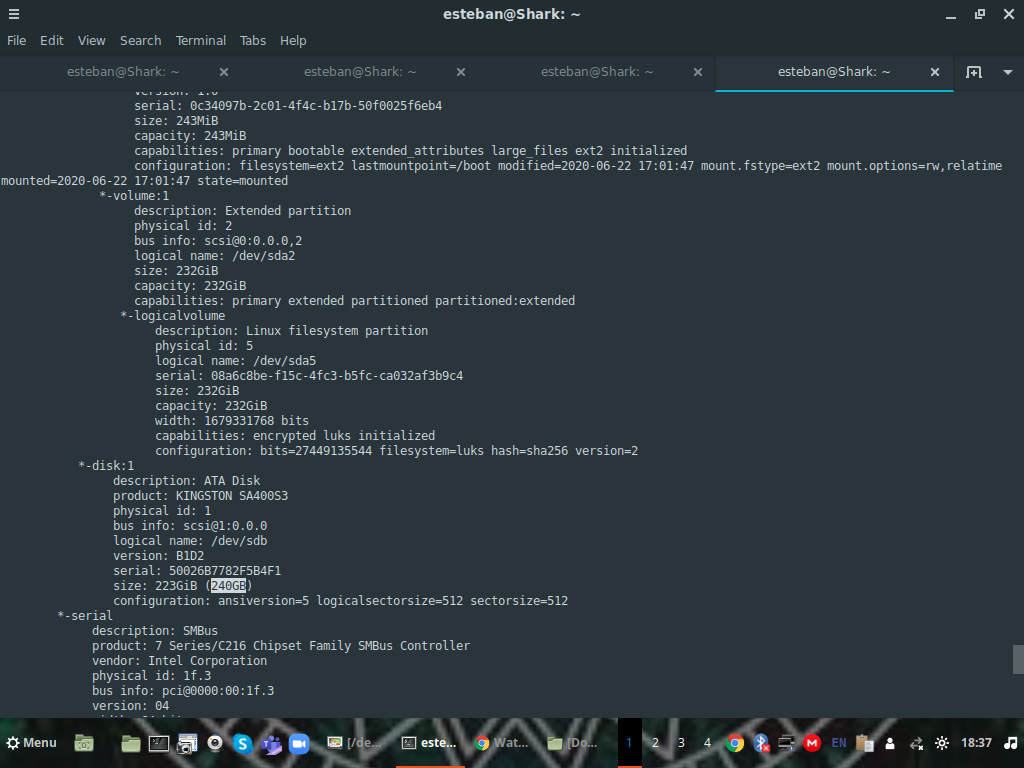 esteban@Shark: ~
File Edit View Search Terminal Tabs Help
esteban@Shark: ~ esteban@Shark: ~ esteban@Shark: ~ esteban@Shark: ~
version: 1.0
serial: 0c34097b-2c01-4f4c-b17b-50f0025f6eb4
size: 243MiB
capacity: 243MiB
capabilities: primary bootable extended_attributes large_files ext2 initialized
configuration: filesystem=ext2 lastmountpoint=/boot modified=2020-06-22 17:01:47 mount.fstype=ext2 mount.options=rw,relatime
mounted=2020-06-22 17:01:47 state=mounted
*-volume:1
description: Extended partition
physical id: 2
bus info: scsi@0:0.0.0,2
logical name: /dev/sda2
size: 232GiB
capacity: 232GiB
capabilities: primary extended partitioned partitioned:extended
*-logicalvolume
description: Linux filesystem partition
physical id: 5
logical name: /dev/sda5
serial: 08a6c8be-f15c-4fc3-b5fc-ca032af3b9c4
size: 232GiB
capacity: 232GiB
width: 1679331768 bits
capabilities: encrypted luks initialized
configuration: bits=27449135544 filesystem=luks hash=sha256 version=2
*-disk:1
description: ATA Disk
product: KINGSTON SA400S3
physical id: 1
bus info: scsi@1:0.0.0
logical name: /dev/sdb
version: B1D2
serial: 50026B7782F5B4F1
size: 223GiB (240GB)
configuration: ansiversion=5 logicalsectorsize=512 sectorsize=512
*-serial
description: SMBus
product: 7 Series/C216 Chipset Family SMBus Controller
vendor: Intel Corporation
physical id: 1f.3
bus info: pci@0000:00:1f.3
version: 04
Menu [/de... este... Wat... [Do... 1 2 3 4 EN 18:37